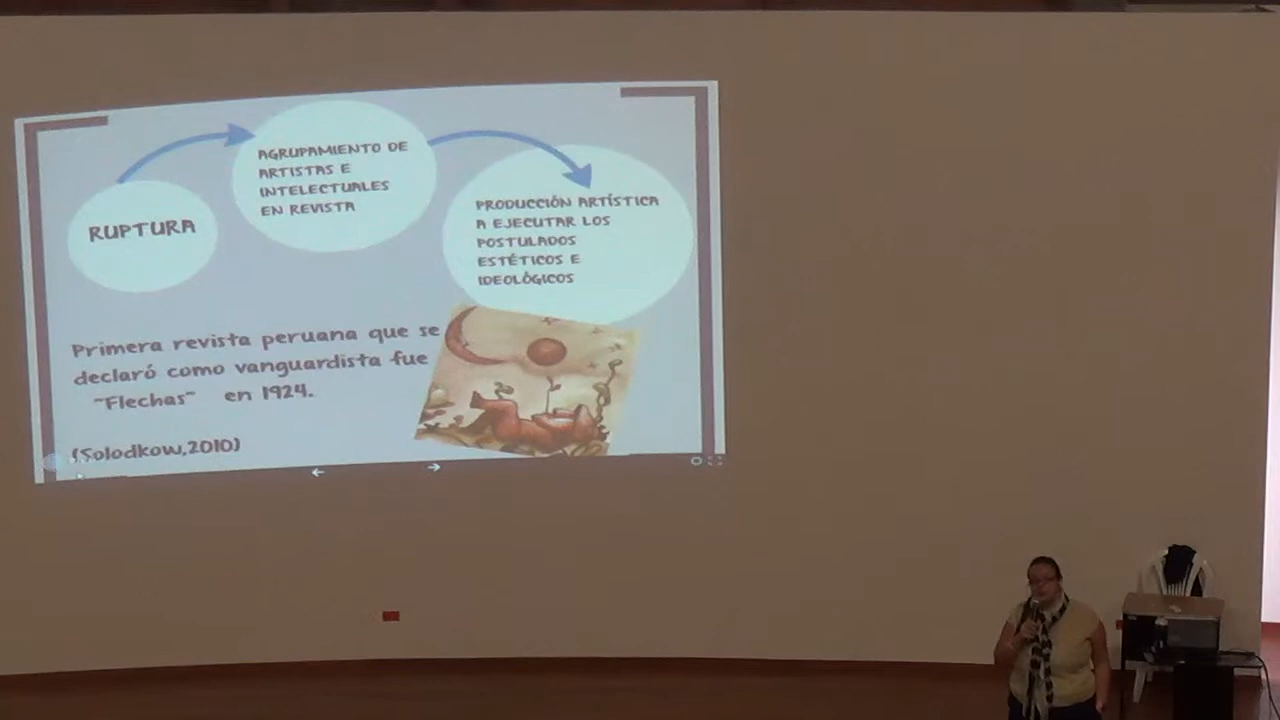 RUPTURA
AGRUPAMIENTO DE
ARTISTAS E
INTELECTUALES
EN REVISTA
PRODUCCIÓN ARTÍSTICA
A EJECUTAR LOS
POSTULADOS
ESTÉTICOS E
IDEOLÓGICOS
Primera revista peruana que se
declaró como vanguardista fue
"Flechas" en 1924.
(Solodkow,2010)